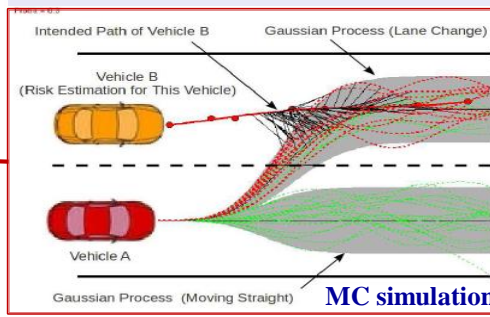 Intended Path of Vehicle B
Gaussian Process (Lane Change)
Vehicle B
(Risk Estimation for This Vehicle)
Vehicle A
Gaussian Process (Moving Straight)
MC simulation